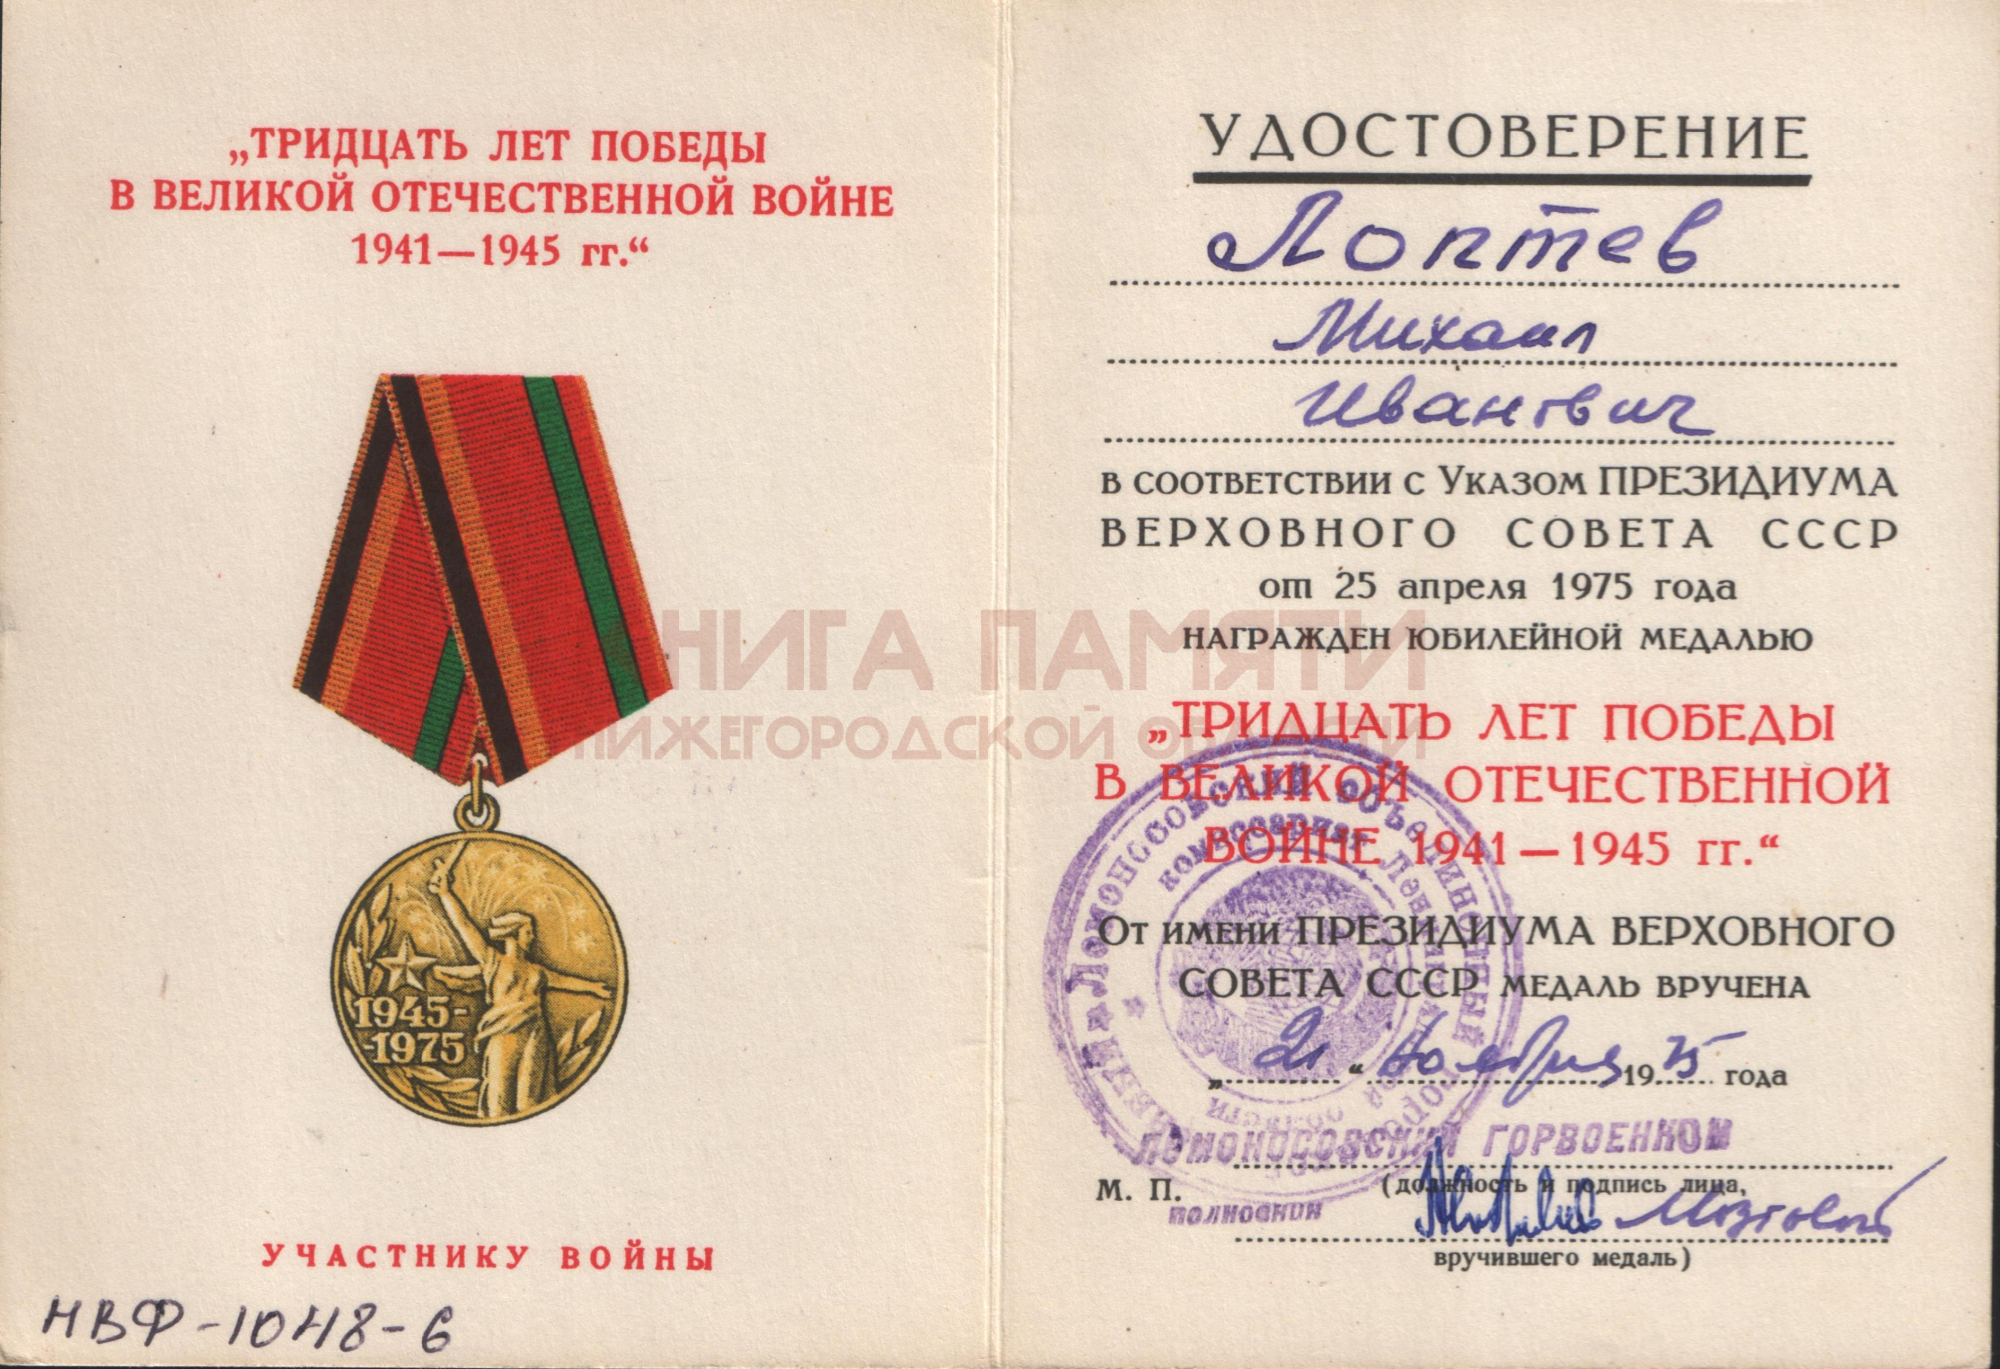 „ТРИДЦАТЬ ЛЕТ ПОБЕДЫ
В ВЕЛИКОЙ ОТЕЧЕСТВЕННОЙ ВОЙНЕ
1941—1945 гг.“
1945-
-1975
УЧАСТНИКУ ВОЙНЫ
НВФ-1048-6
УДОСТОВЕРЕНИЕ
Лоптев
Михаил
Иванович
в соответствии с Указом ПРЕЗИДИУМА
ВЕРХОВНОГО СОВЕТА СССР
от 25 апреля 1975 года
НАГРАЖДЕН ЮБИЛЕЙНОЙ МЕДАЛЬЮ
„ТРИДЦАТЬ ЛЕТ ПОБЕДЫ
В ВЕЛИКОЙ ОТЕЧЕСТВЕННОЙ
ВОЙНЕ 1941—1945 гг.“
От имени ПРЕЗИДИУМА ВЕРХОВНОГО
СОВЕТА СССР МЕДАЛЬ ВРУЧЕНА
„21“ ноября 1975 года
ЛОМОНОСОВСКИЙ ГОРВОЕНКОМ
М. П. (должность и подпись лица,
полковник Мозговой
вручившего медаль)
КНИГА ПАМЯТИ
НИЖЕГОРОДСКОЙ ОБЛАСТИ